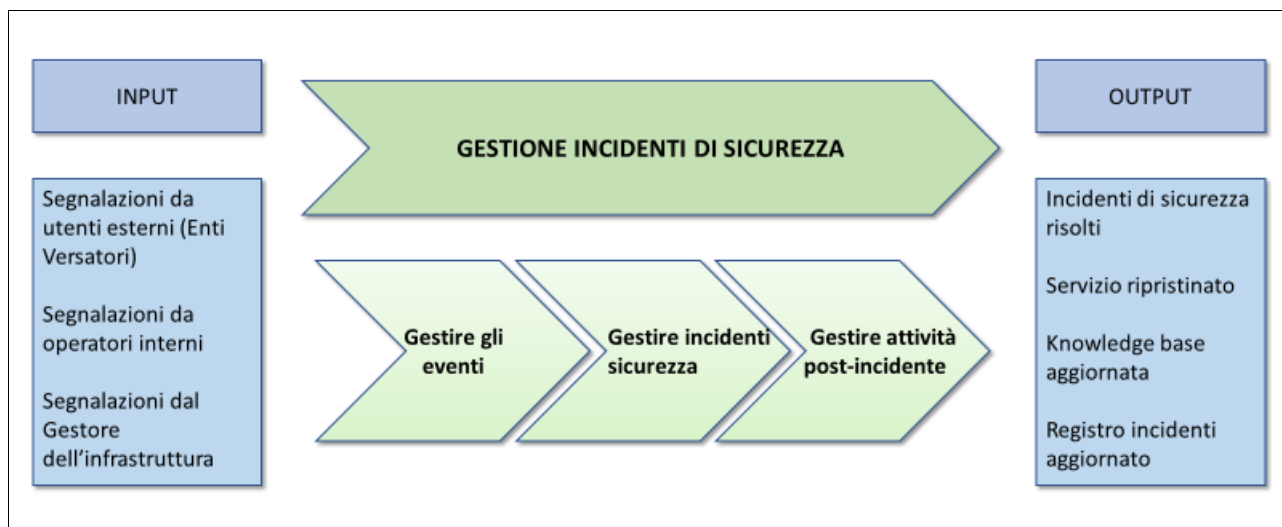 INPUT
Segnalazioni da
utenti esterni (Enti
Versatori)
Segnalazioni da
operatori interni
Segnalazioni dal
Gestore
dell’infrastruttura
GESTIONE INCIDENTI DI SICUREZZA
Gestire gli
eventi
Gestire incidenti
sicurezza
Gestire attività
post-incidente
OUTPUT
Incidenti di sicurezza
risolti
Servizio ripristinato
Knowledge base
aggiornata
Registro incidenti
aggiornato